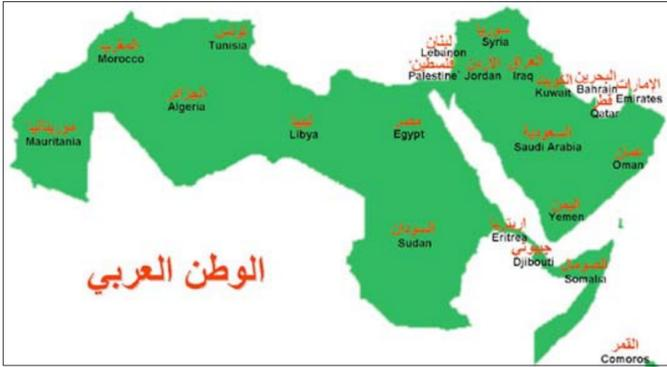 تونس
Tunisia
المغرب
Morocco
لبنان
Lebanon
سوريا
Syria
فلسطين
Palestine
الأردن
Jordan
العراق
Iraq
الكويت
Kuwait
البحرين
Bahrain
قطر
Qatar
الامارات
Emirates
الجزائر
Algeria
ليبيا
Libya
مصر
Egypt
السعودية
Saudi Arabia
عمان
Oman
موريتانيا
Mauritania
اليمن
Yemen
السودان
Sudan
اريتريا
Eritrea
جيبوتي
Djibouti
الصومال
Somalia
الوطن العربي
القمر
Comoros